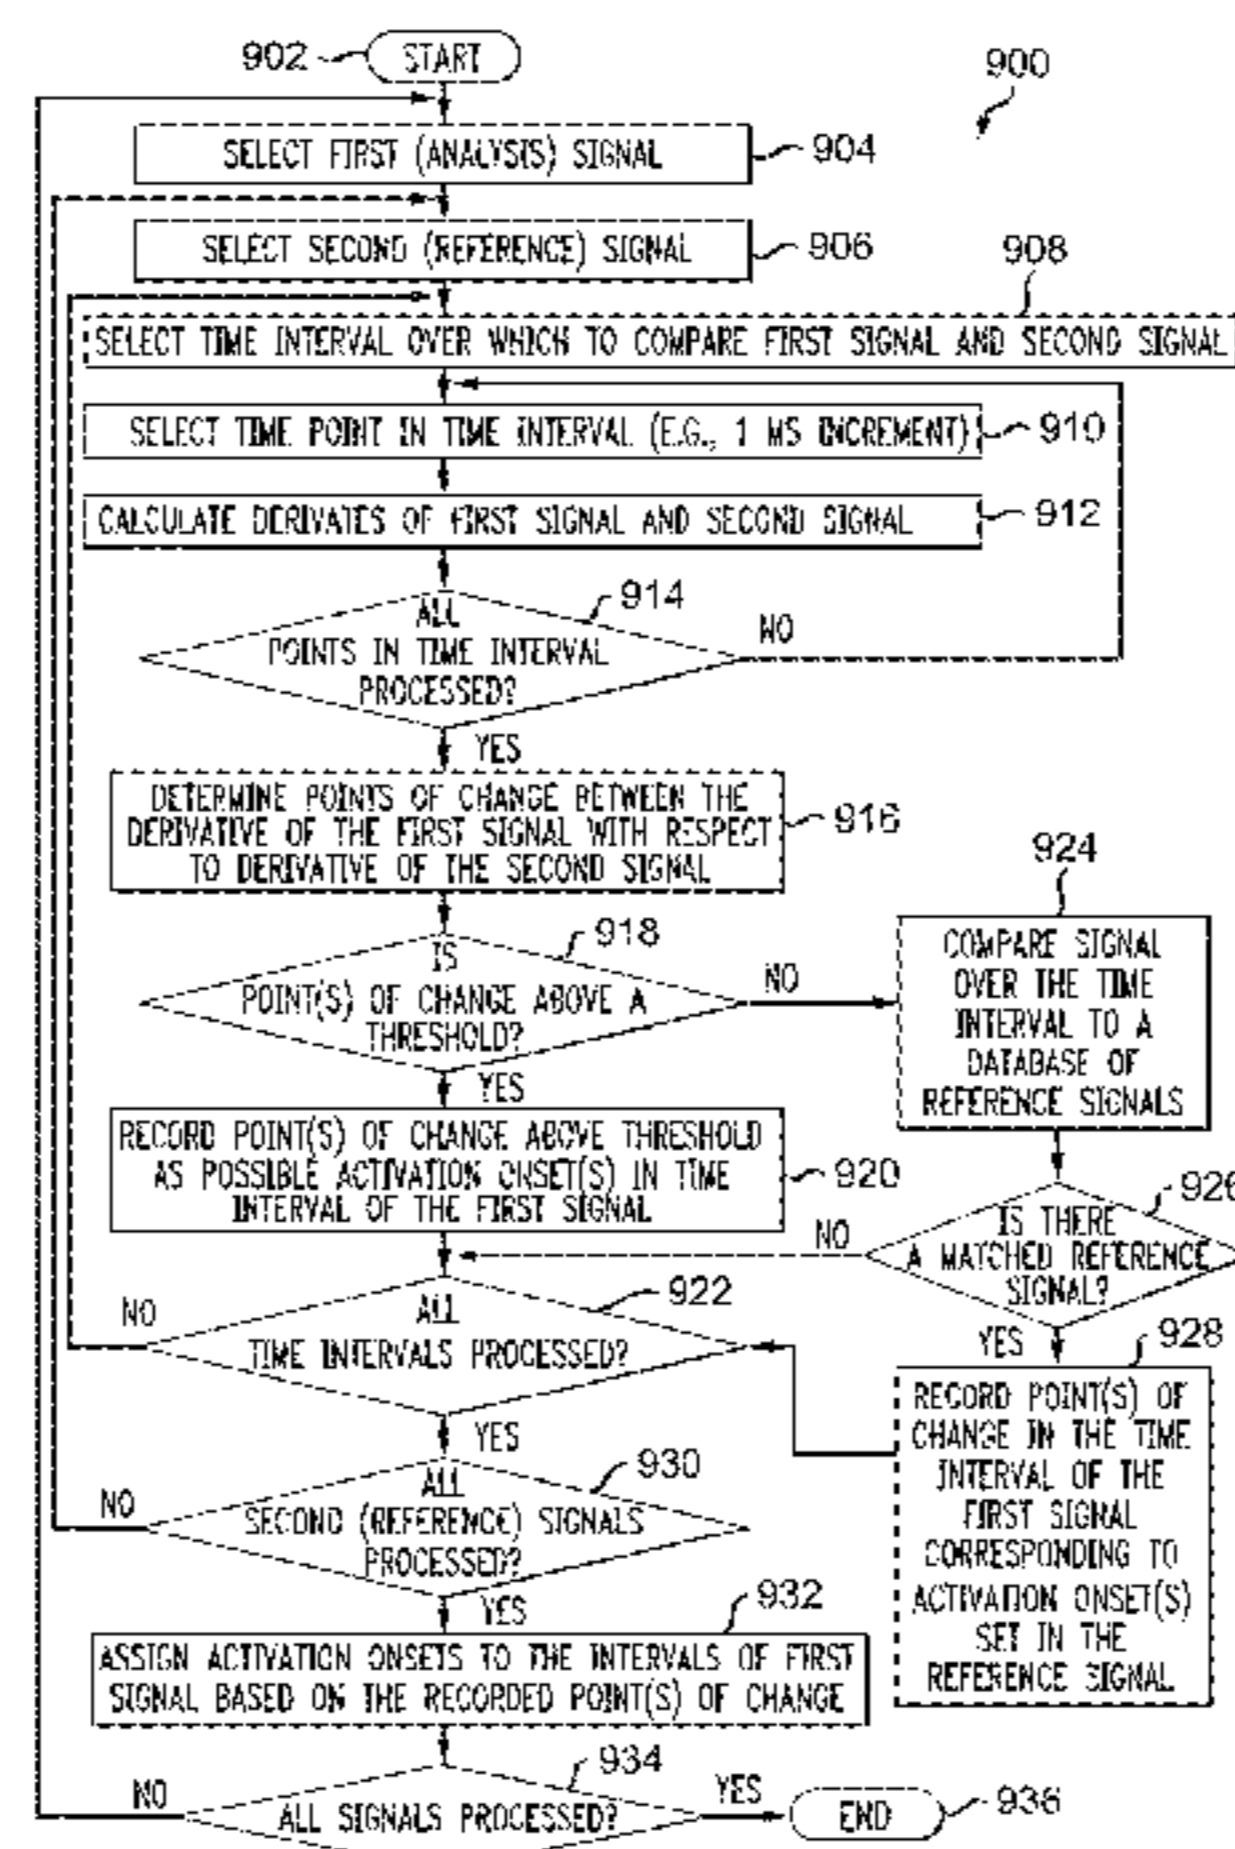 902
START
900
SELECT FIRST (ANALYSIS) SIGNAL
904
SELECT SECOND (REFERENCE) SIGNAL
906
908
SELECT TIME INTERVAL OVER WHICH TO COMPARE FIRST SIGNAL AND SECOND SIGNAL
SELECT TIME POINT IN TIME INTERVAL (E.G., 1 MS INCREMENT)
910
CALCULATE DERIVATES OF FIRST SIGNAL AND SECOND SIGNAL
912
914
ALL
POINTS IN TIME INTERVAL
PROCESSED?
NO
YES
DETERMINE POINTS OF CHANGE BETWEEN THE
DERIVATIVE OF THE FIRST SIGNAL WITH RESPECT
TO DERIVATIVE OF THE SECOND SIGNAL
916
918
IS
POINT(S) OF CHANGE ABOVE A
THRESHOLD?
NO
YES
924
COMPARE SIGNAL
OVER THE TIME
INTERVAL TO A
DATABASE OF
REFERENCE SIGNALS
RECORD POINT(S) OF CHANGE ABOVE THRESHOLD
AS POSSIBLE ACTIVATION ONSET(S) IN TIME
INTERVAL OF THE FIRST SIGNAL
920
926
IS THERE
A MATCHED REFERENCE
SIGNAL?
NO
YES
922
ALL
TIME INTERVALS PROCESSED?
NO
YES
928
RECORD POINT(S) OF
CHANGE IN THE TIME
INTERVAL OF THE
FIRST SIGNAL
CORRESPONDING TO
ACTIVATION ONSET(S)
SET IN THE
REFERENCE SIGNAL
930
ALL
SECOND (REFERENCE) SIGNALS
PROCESSED?
NO
YES
932
ASSIGN ACTIVATION ONSETS TO THE INTERVALS OF FIRST
SIGNAL BASED ON THE RECORDED POINT(S) OF CHANGE
934
ALL SIGNALS PROCESSED?
NO
YES
END
936